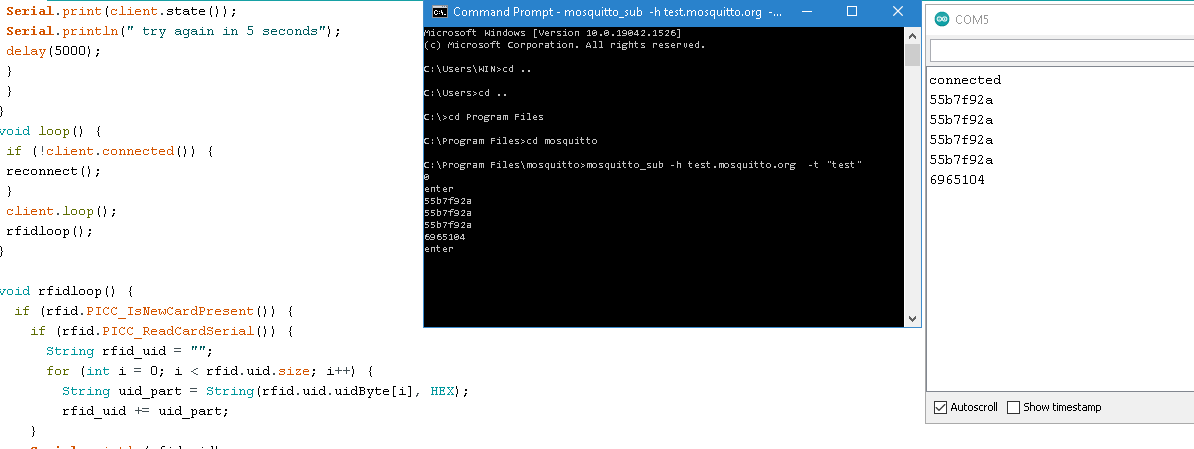 Serial.print(client.state());
Serial.println(" try again in 5 seconds");
delay(5000);
}
}
}
void loop() {
if (!client.connected()) {
reconnect();
}
client.loop();
rfidloop();
}
void rfidloop() {
if (rfid.PICC_IsNewCardPresent()) {
if (rfid.PICC_ReadCardSerial()) {
String rfid_uid = "";
for (int i = 0; i < rfid.uid.size; i++) {
String uid_part = String(rfid.uid.uidByte[i], HEX);
rfid_uid += uid_part;
}
Command Prompt - mosquitto_sub -h test.mosquitto.org -...
Microsoft Windows [Version 10.0.19042.1526]
(c) Microsoft Corporation. All rights reserved.
C:\Users\WIN>cd ..
C:\Users>cd ..
C:\>cd Program Files
C:\Program Files>cd mosquitto
C:\Program Files\mosquitto>mosquitto_sub -h test.mosquitto.org  -t "test"
0
enter
55b7f92a
55b7f92a
55b7f92a
6965104
enter
COM5
connected
55b7f92a
55b7f92a
55b7f92a
55b7f92a
6965104
Autoscroll Show timestamp